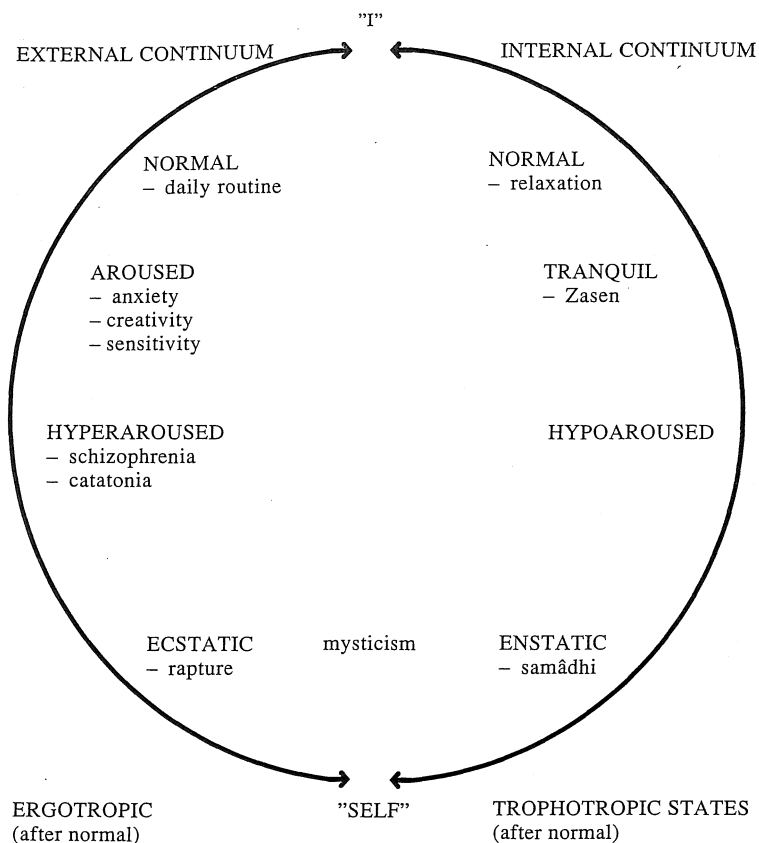 "I"
EXTERNAL CONTINUUM
INTERNAL CONTINUUM
NORMAL
– daily routine
NORMAL
– relaxation
AROUSED
– anxiety
– creativity
– sensitivity
TRANQUIL
– Zasen
HYPERAROUSED
– schizophrenia
– catatonia
HYPOAROUSED
ECSTATIC
– rapture
mysticism
ENSTATIC
– samâdhi
ERGOTROPIC
(after normal)
"SELF"
TROPHOTROPIC STATES
(after normal)